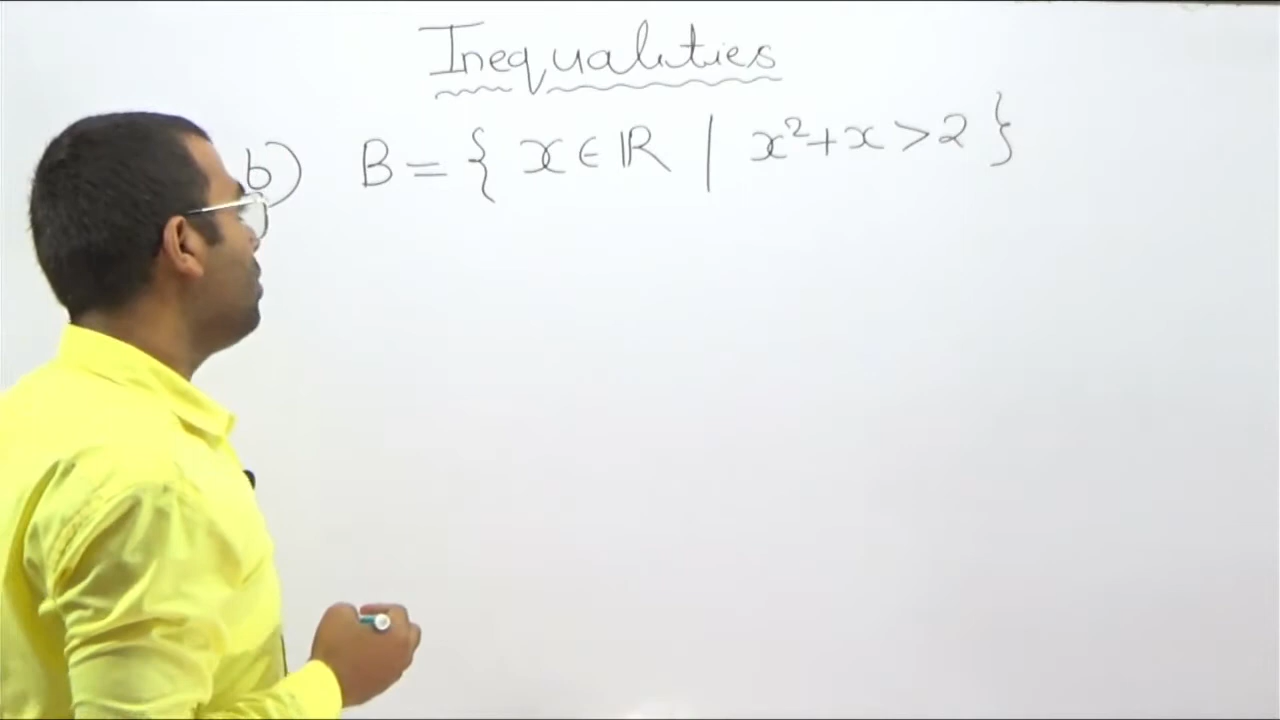 Inequalities
b) B = { x ∈ ℝ | x² + x > 2 }